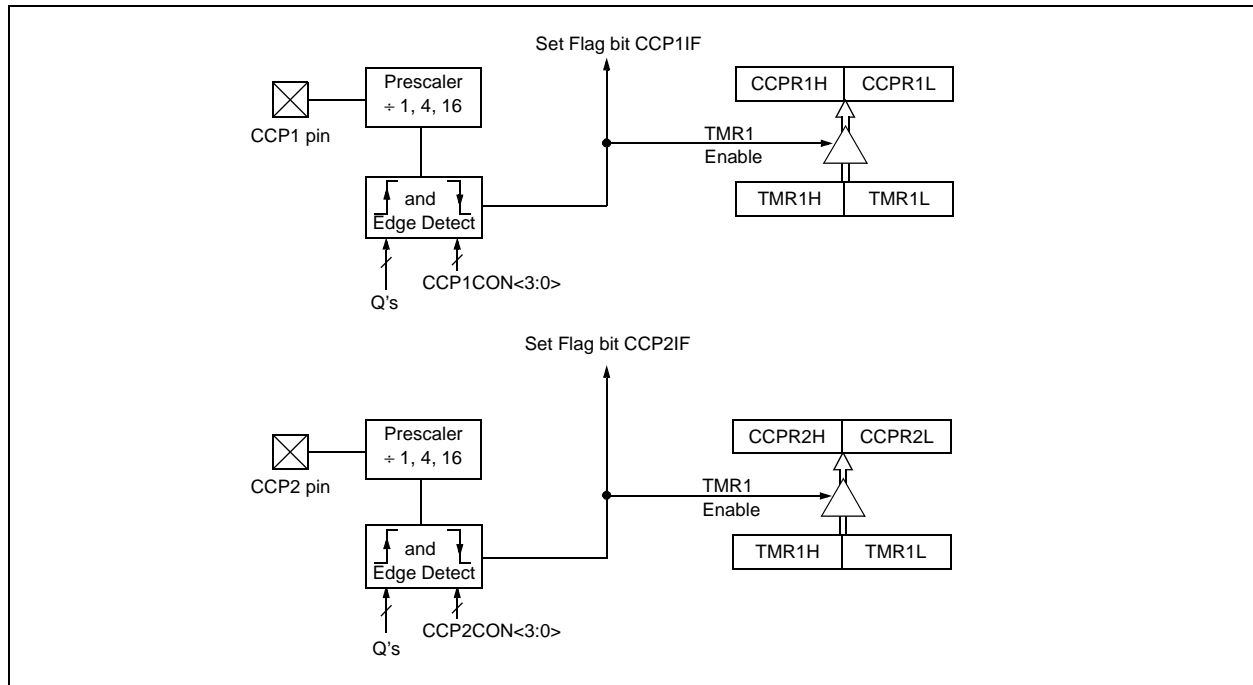 Set Flag bit CCP1IF
Prescaler
÷ 1, 4, 16
CCP1 pin
CCPR1H
CCPR1L
TMR1
Enable
and
Edge Detect
TMR1H
TMR1L
CCP1CON<3:0>
Q's
Set Flag bit CCP2IF
Prescaler
÷ 1, 4, 16
CCP2 pin
CCPR2H
CCPR2L
TMR1
Enable
and
Edge Detect
TMR1H
TMR1L
CCP2CON<3:0>
Q's